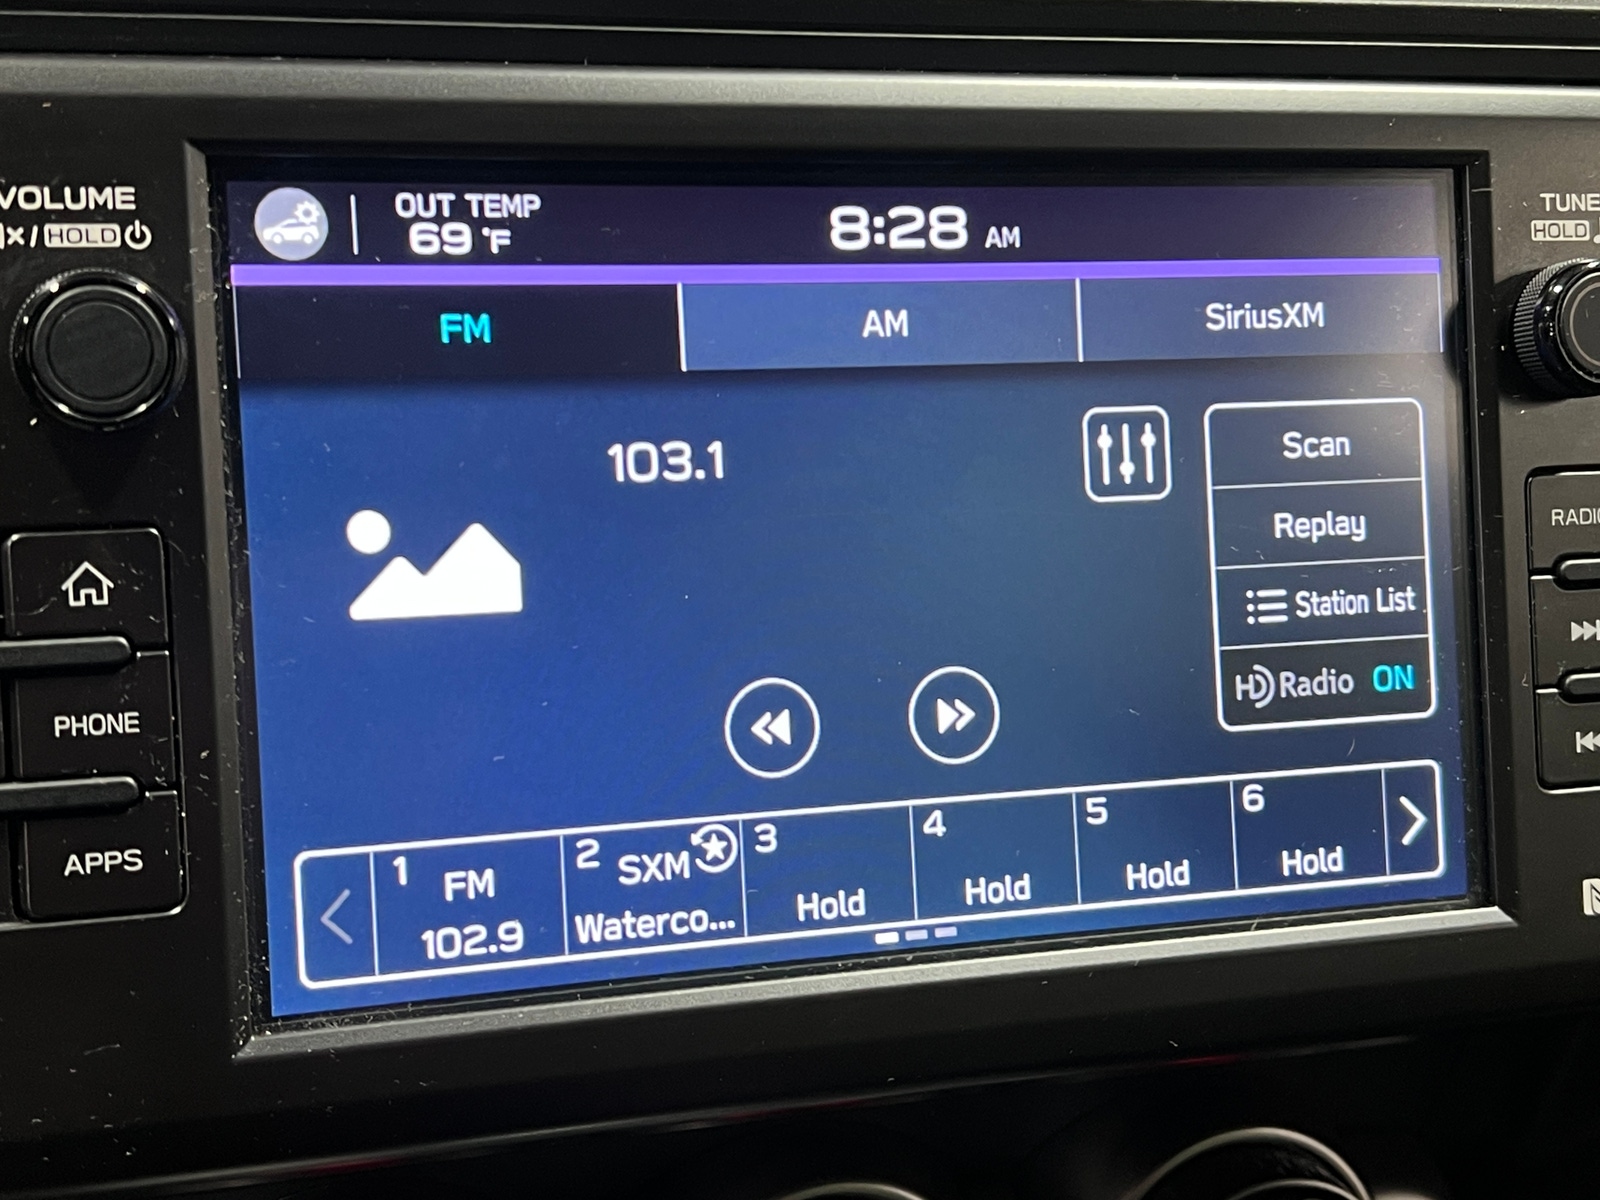 VOLUME
HOLD
OUT TEMP
69 °F
8:28 AM
TUNE
HOLD
FM
AM
SiriusXM
103.1
Scan
Replay
Station List
HD Radio ON
PHONE
APPS
1
FM
102.9
2
SXM
Waterco...
3
Hold
4
Hold
5
Hold
6
Hold